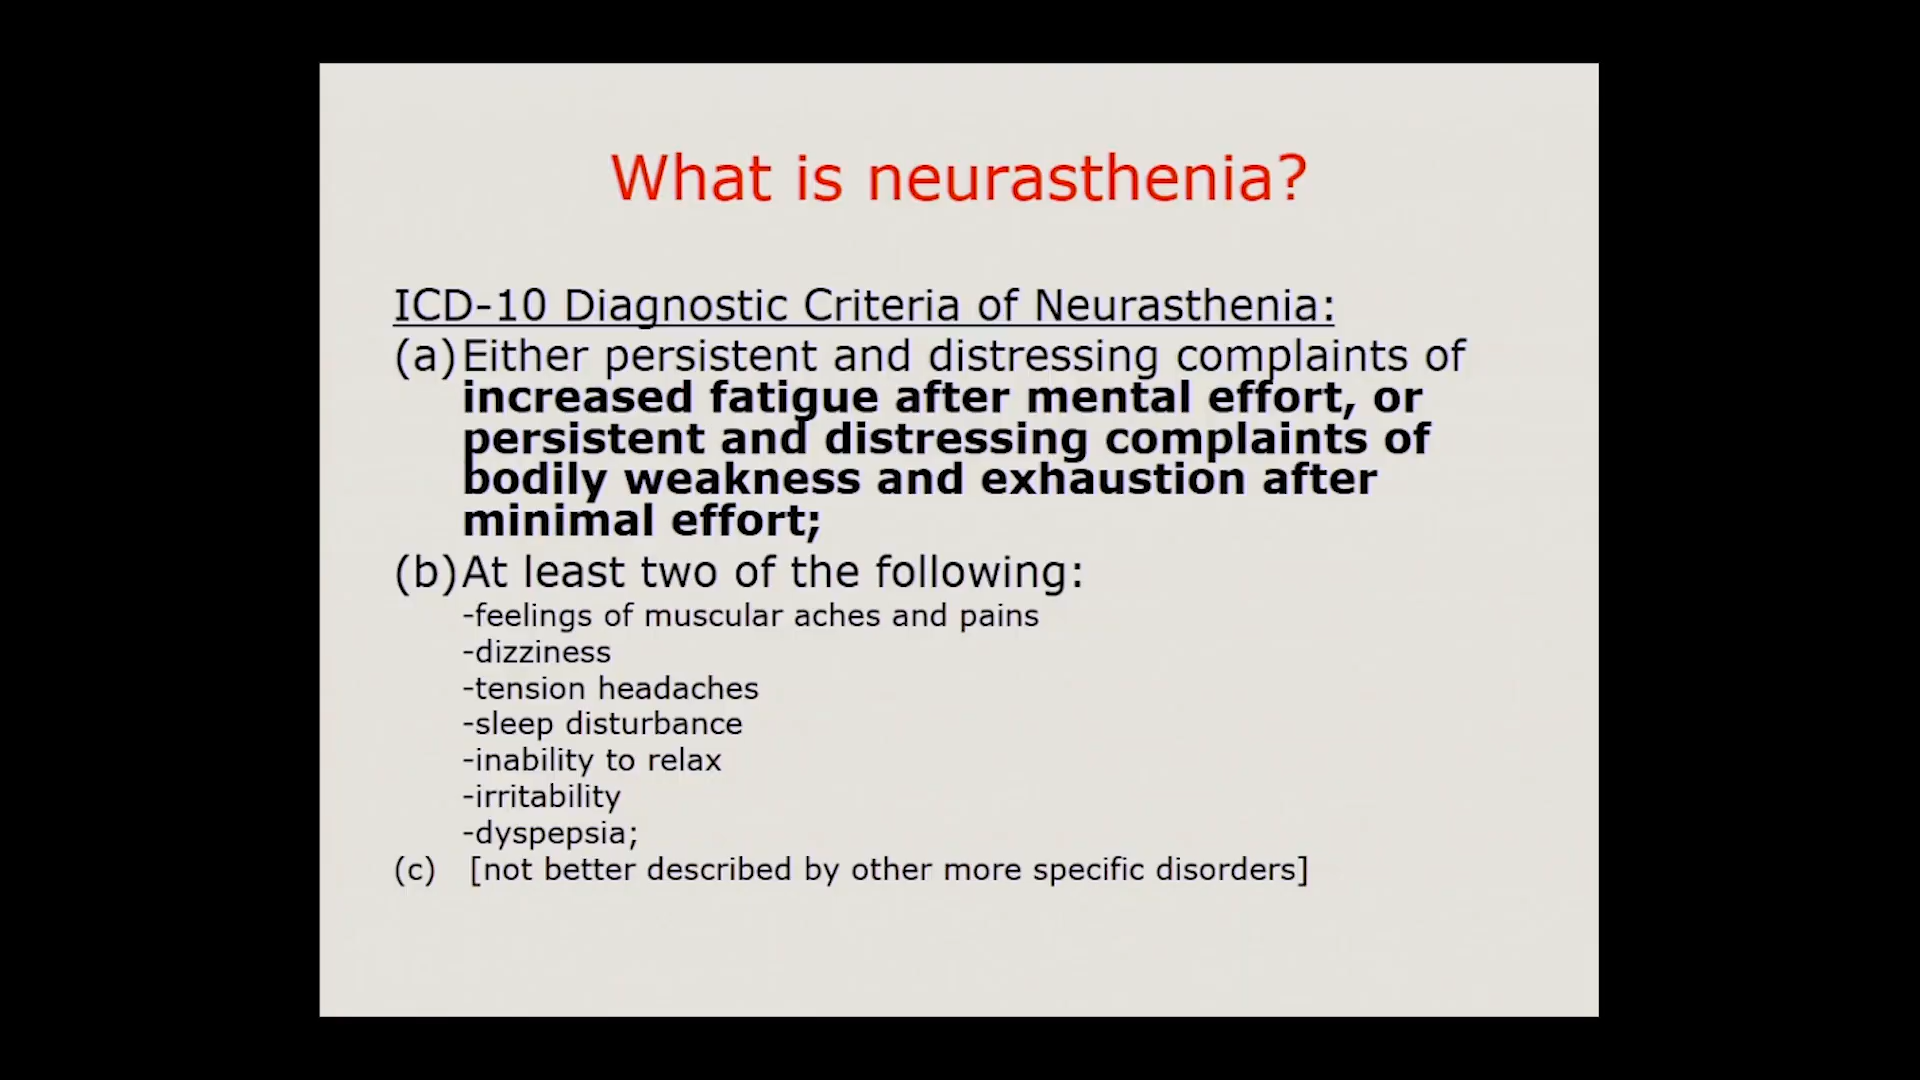 What is neurasthenia?
ICD-10 Diagnostic Criteria of Neurasthenia:
(a) Either persistent and distressing complaints of
increased fatigue after mental effort, or
persistent and distressing complaints of
bodily weakness and exhaustion after
minimal effort;
(b) At least two of the following:
-feelings of muscular aches and pains
-dizziness
-tension headaches
-sleep disturbance
-inability to relax
-irritability
-dyspepsia;
(c) [not better described by other more specific disorders]